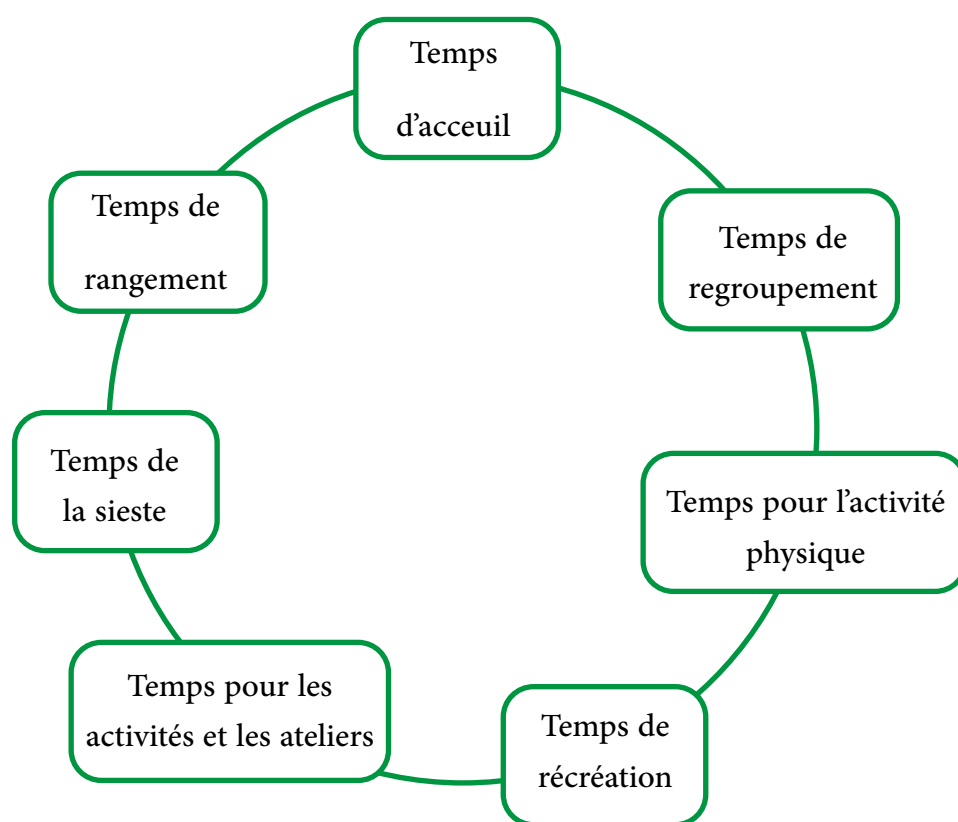 Temps
d’acceuil
Temps de
regroupement
Temps pour l’activité
physique
Temps de
récréation
Temps pour les
activités et les ateliers
Temps de
la sieste
Temps de
rangement